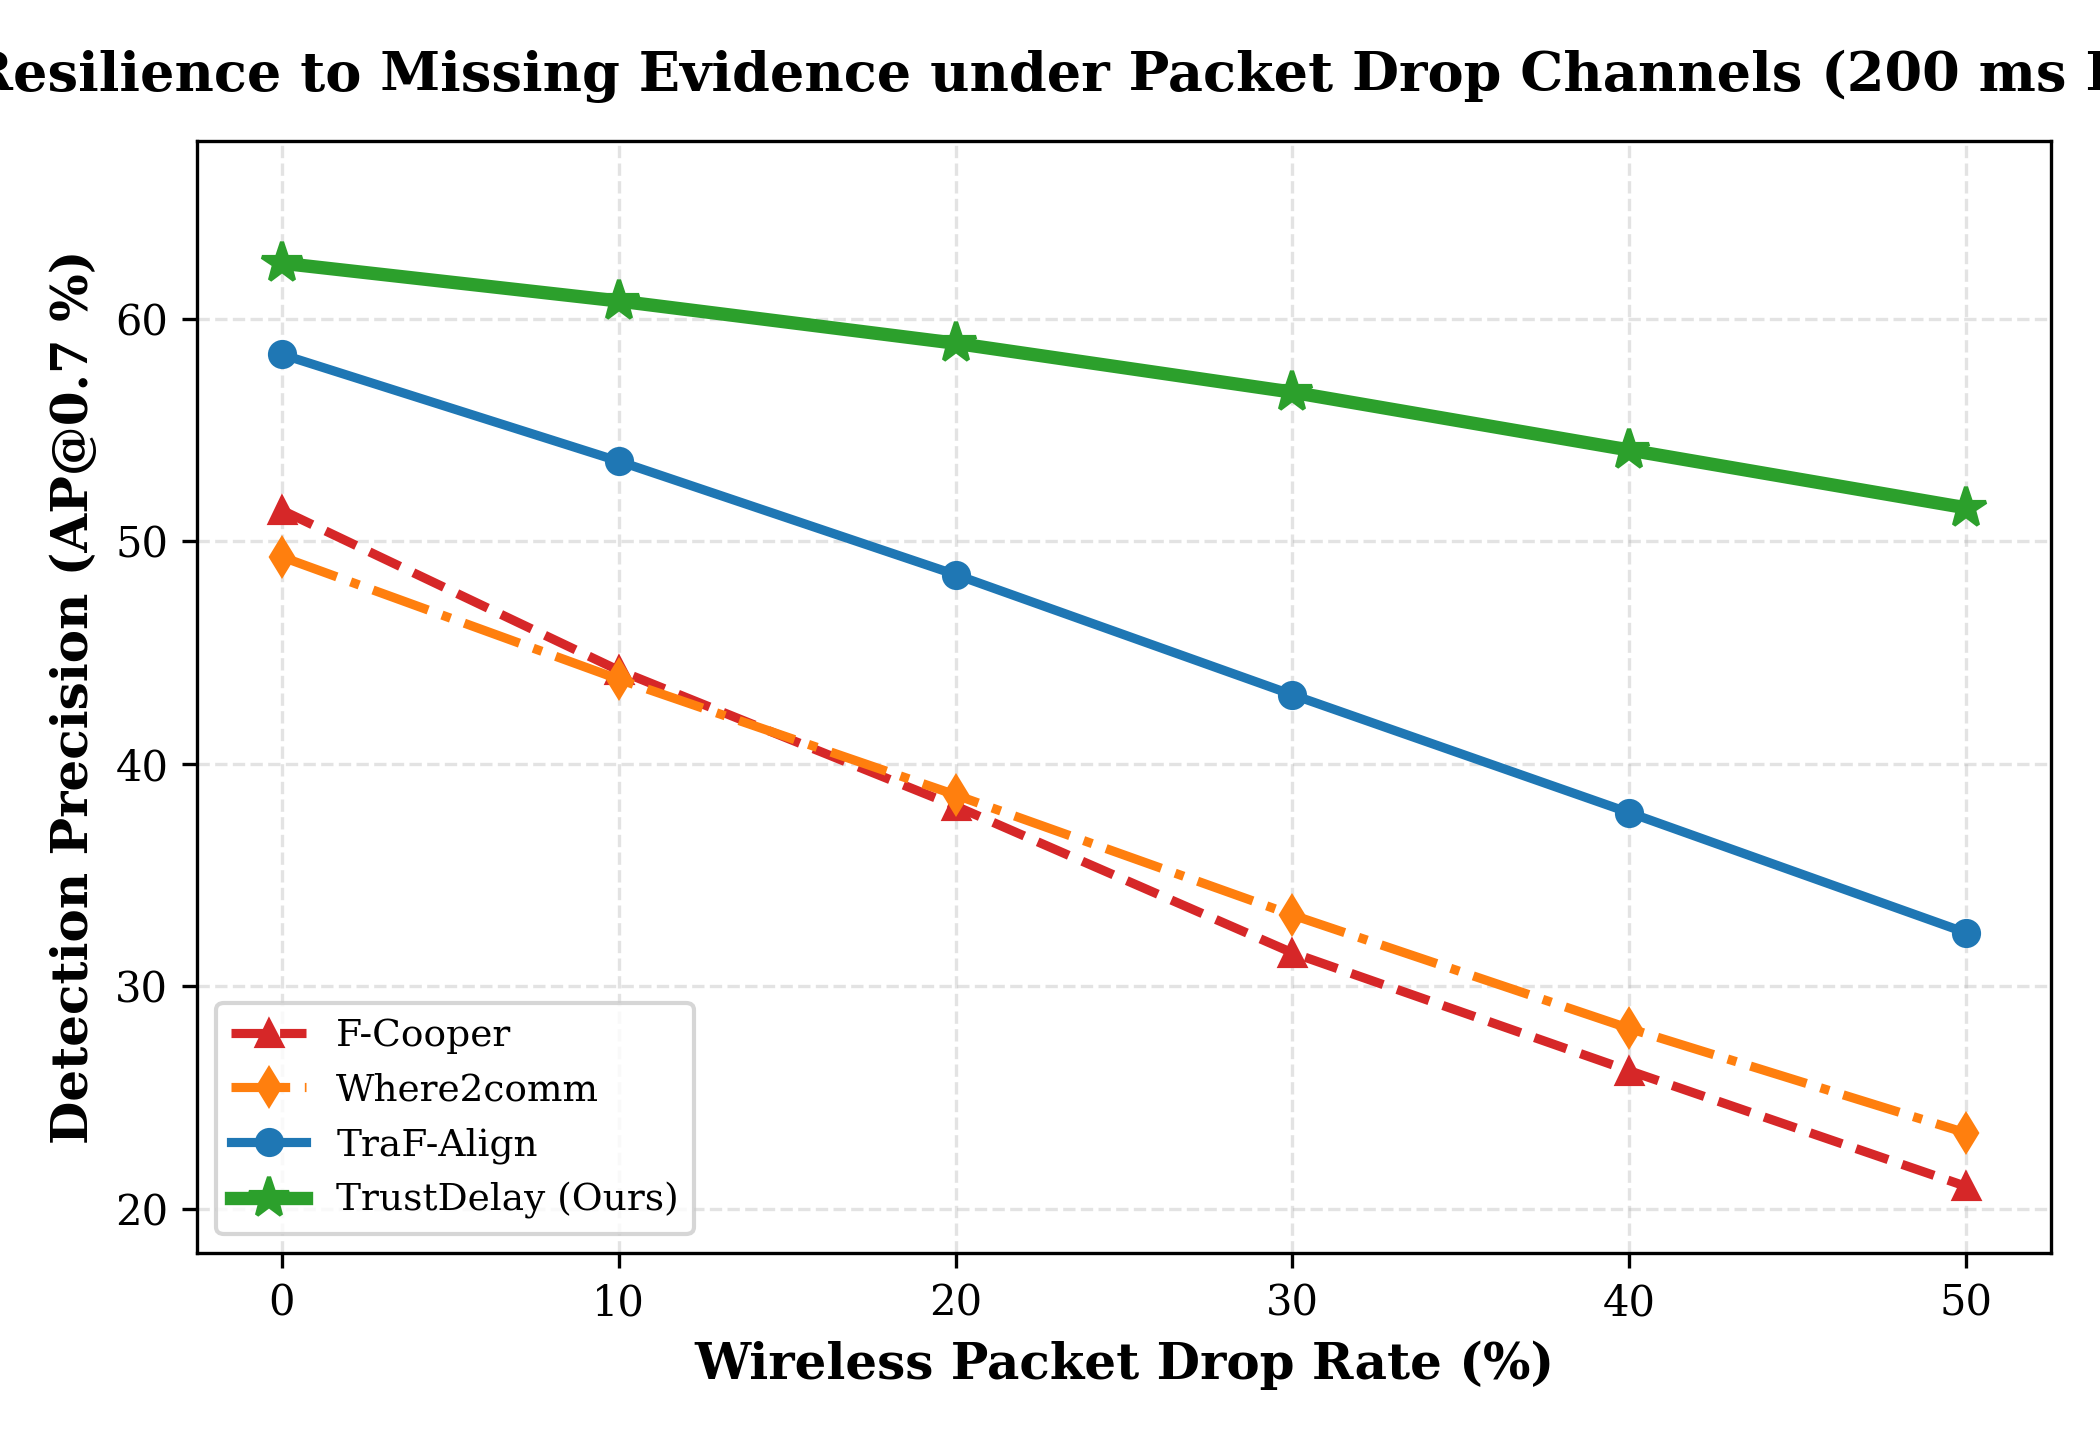 Resilience to Missing Evidence under Packet Drop Channels (200 ms
Detection Precision (AP@0.7 %)
60
50
40
30
20
F-Cooper
Where2comm
TraF-Align
TrustDelay (Ours)
0 10 20 30 40 50
Wireless Packet Drop Rate (%)